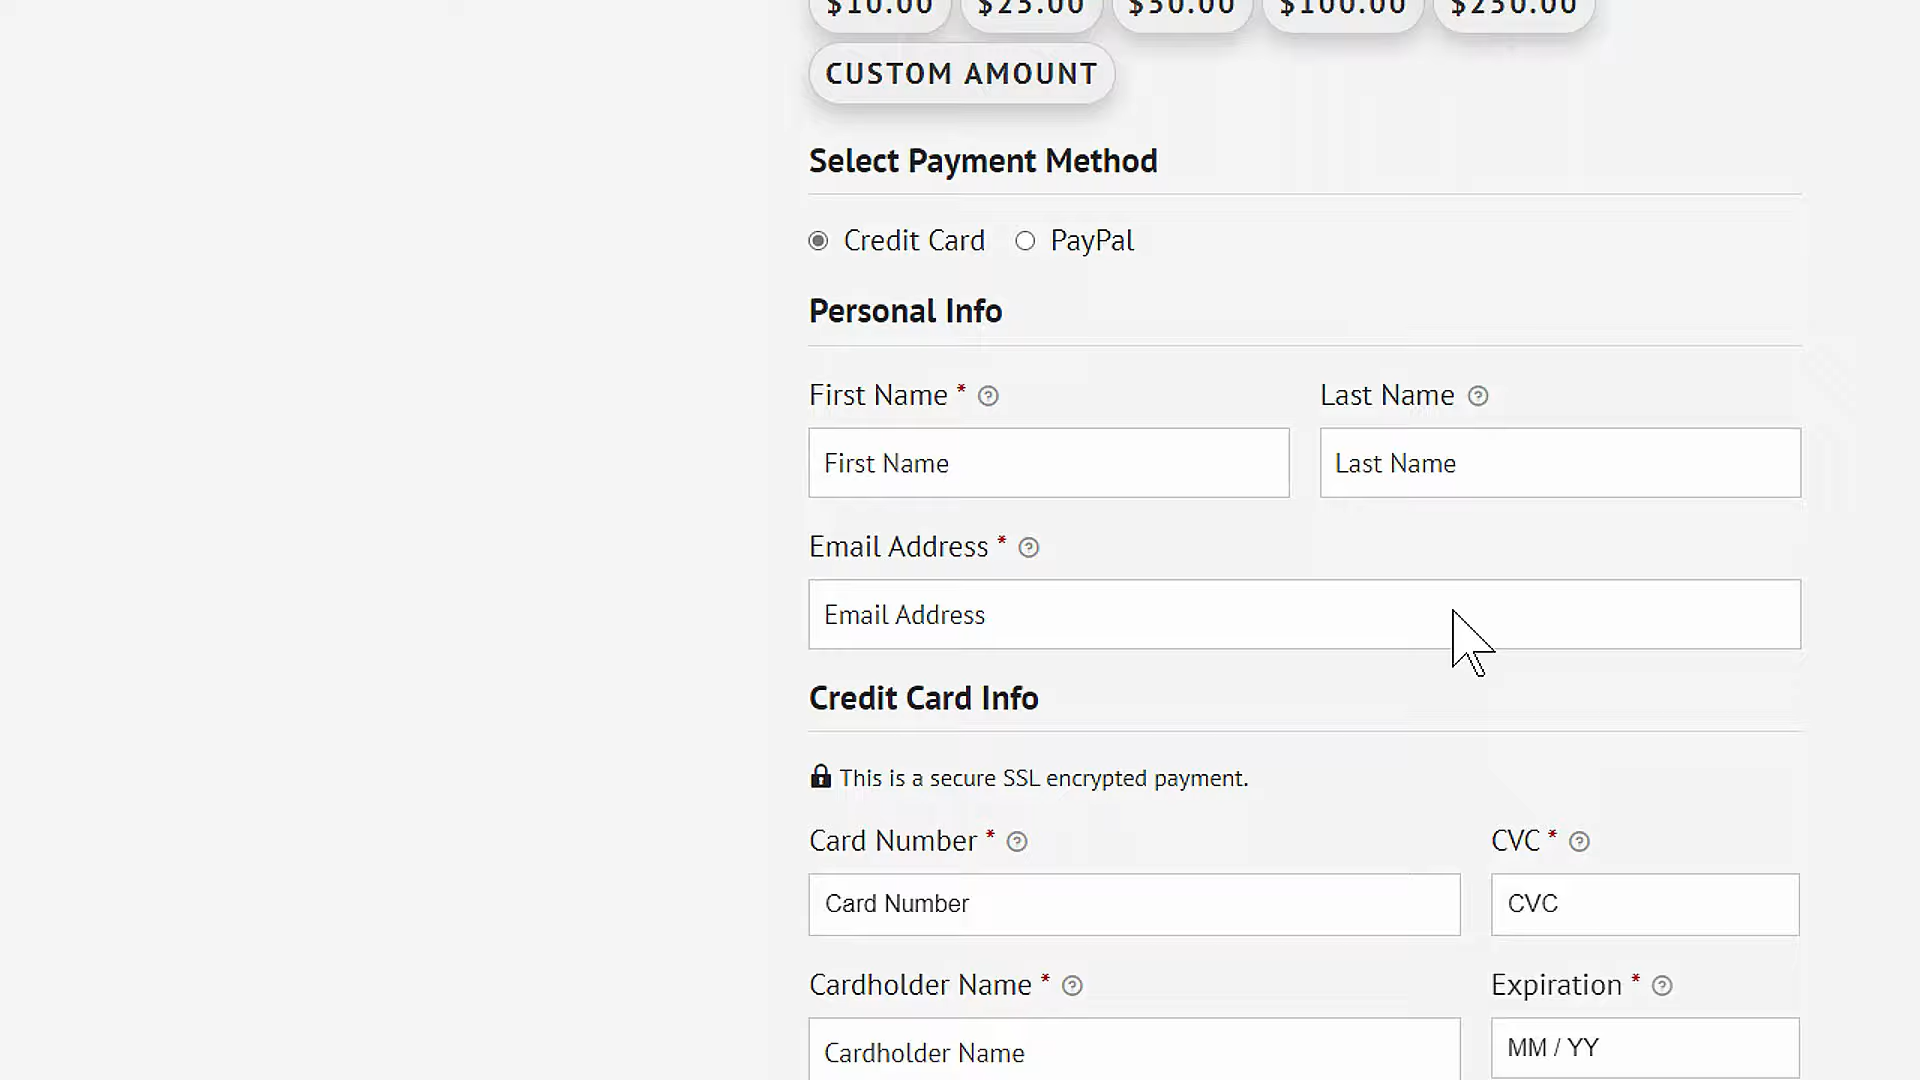 $10.00 $25.00 $50.00 $100.00 $250.00
CUSTOM AMOUNT
Select Payment Method
Credit Card PayPal
Personal Info
First Name * Last Name
First Name Last Name
Email Address *
Email Address
Credit Card Info
This is a secure SSL encrypted payment.
Card Number * CVC *
Card Number CVC
Cardholder Name * Expiration *
Cardholder Name MM / YY